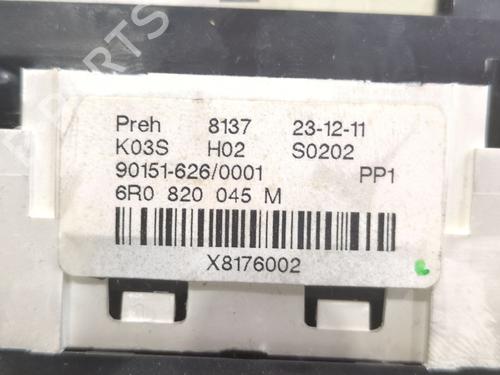 Preh 8137 23-12-11
K03S H02 S0202
90151-626/0001 PP1
6R0 820 045 M
X8176002